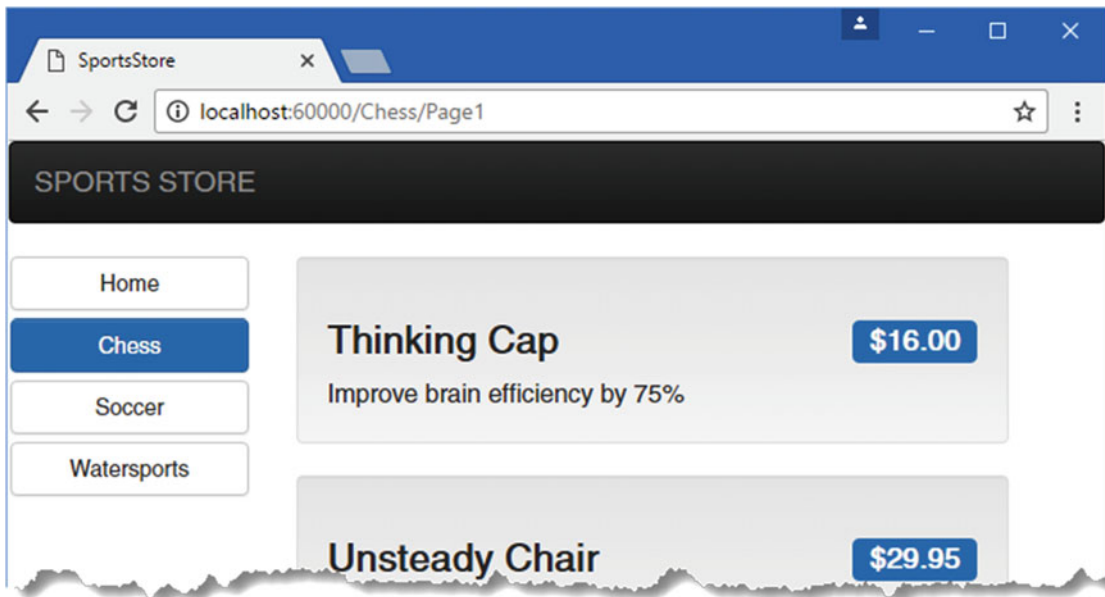 SportsStore
localhost:60000/Chess/Page1
SPORTS STORE
Home
Chess
Soccer
Watersports
Thinking Cap
$16.00
Improve brain efficiency by 75%
Unsteady Chair
$29.95